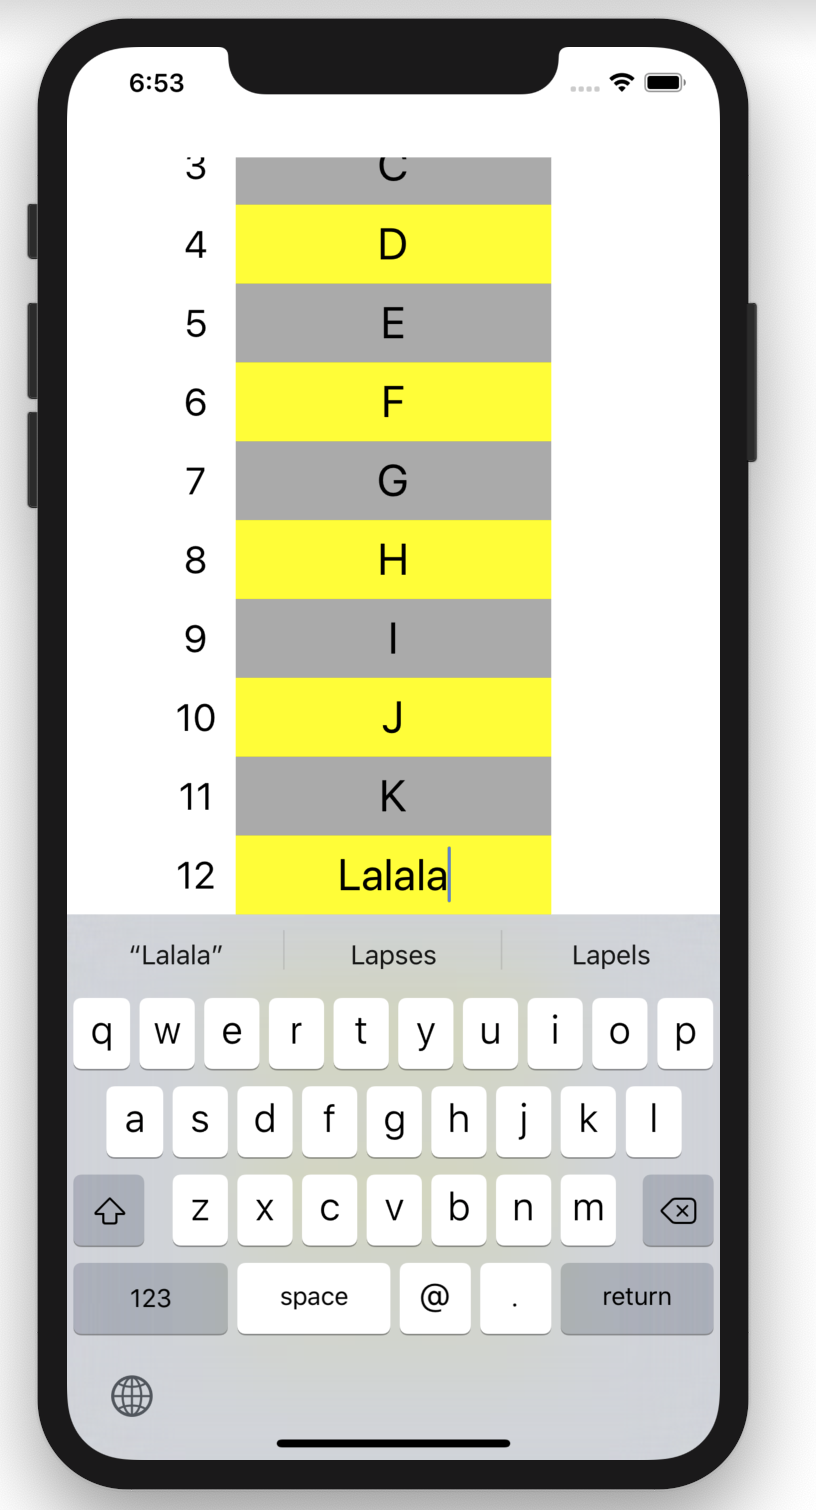 6:53
3 C
4 D
5 E
6 F
7 G
8 H
9 I
10 J
11 K
12 Lalala
“Lalala” Lapses Lapels
q w e r t y u i o p
a s d f g h j k l
z x c v b n m
123 space @ . return